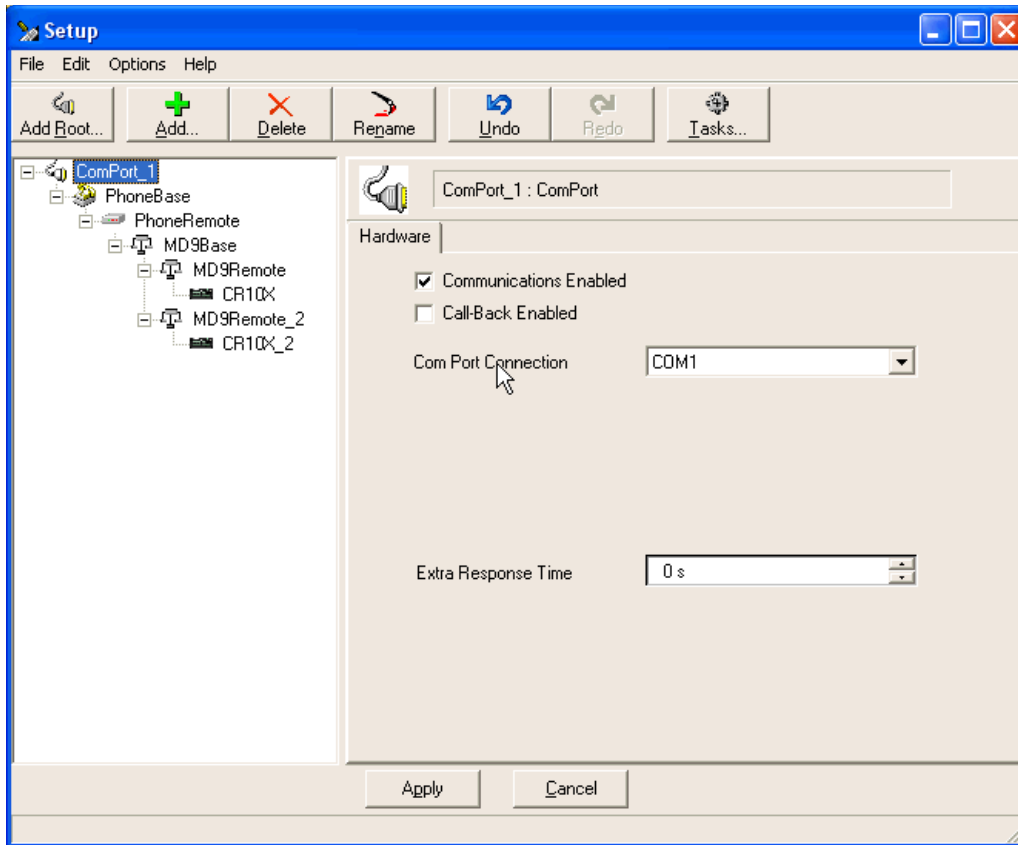 Setup
File Edit Options Help
Add Root... Add... Delete Rename Undo Redo Tasks...
ComPort_1
PhoneBase
PhoneRemote
MD9Base
MD9Remote
CR10X
MD9Remote_2
CR10X_2
ComPort_1 : ComPort
Hardware
Communications Enabled
Call-Back Enabled
Com Port Connection COM1
Extra Response Time 0 s
Apply Cancel